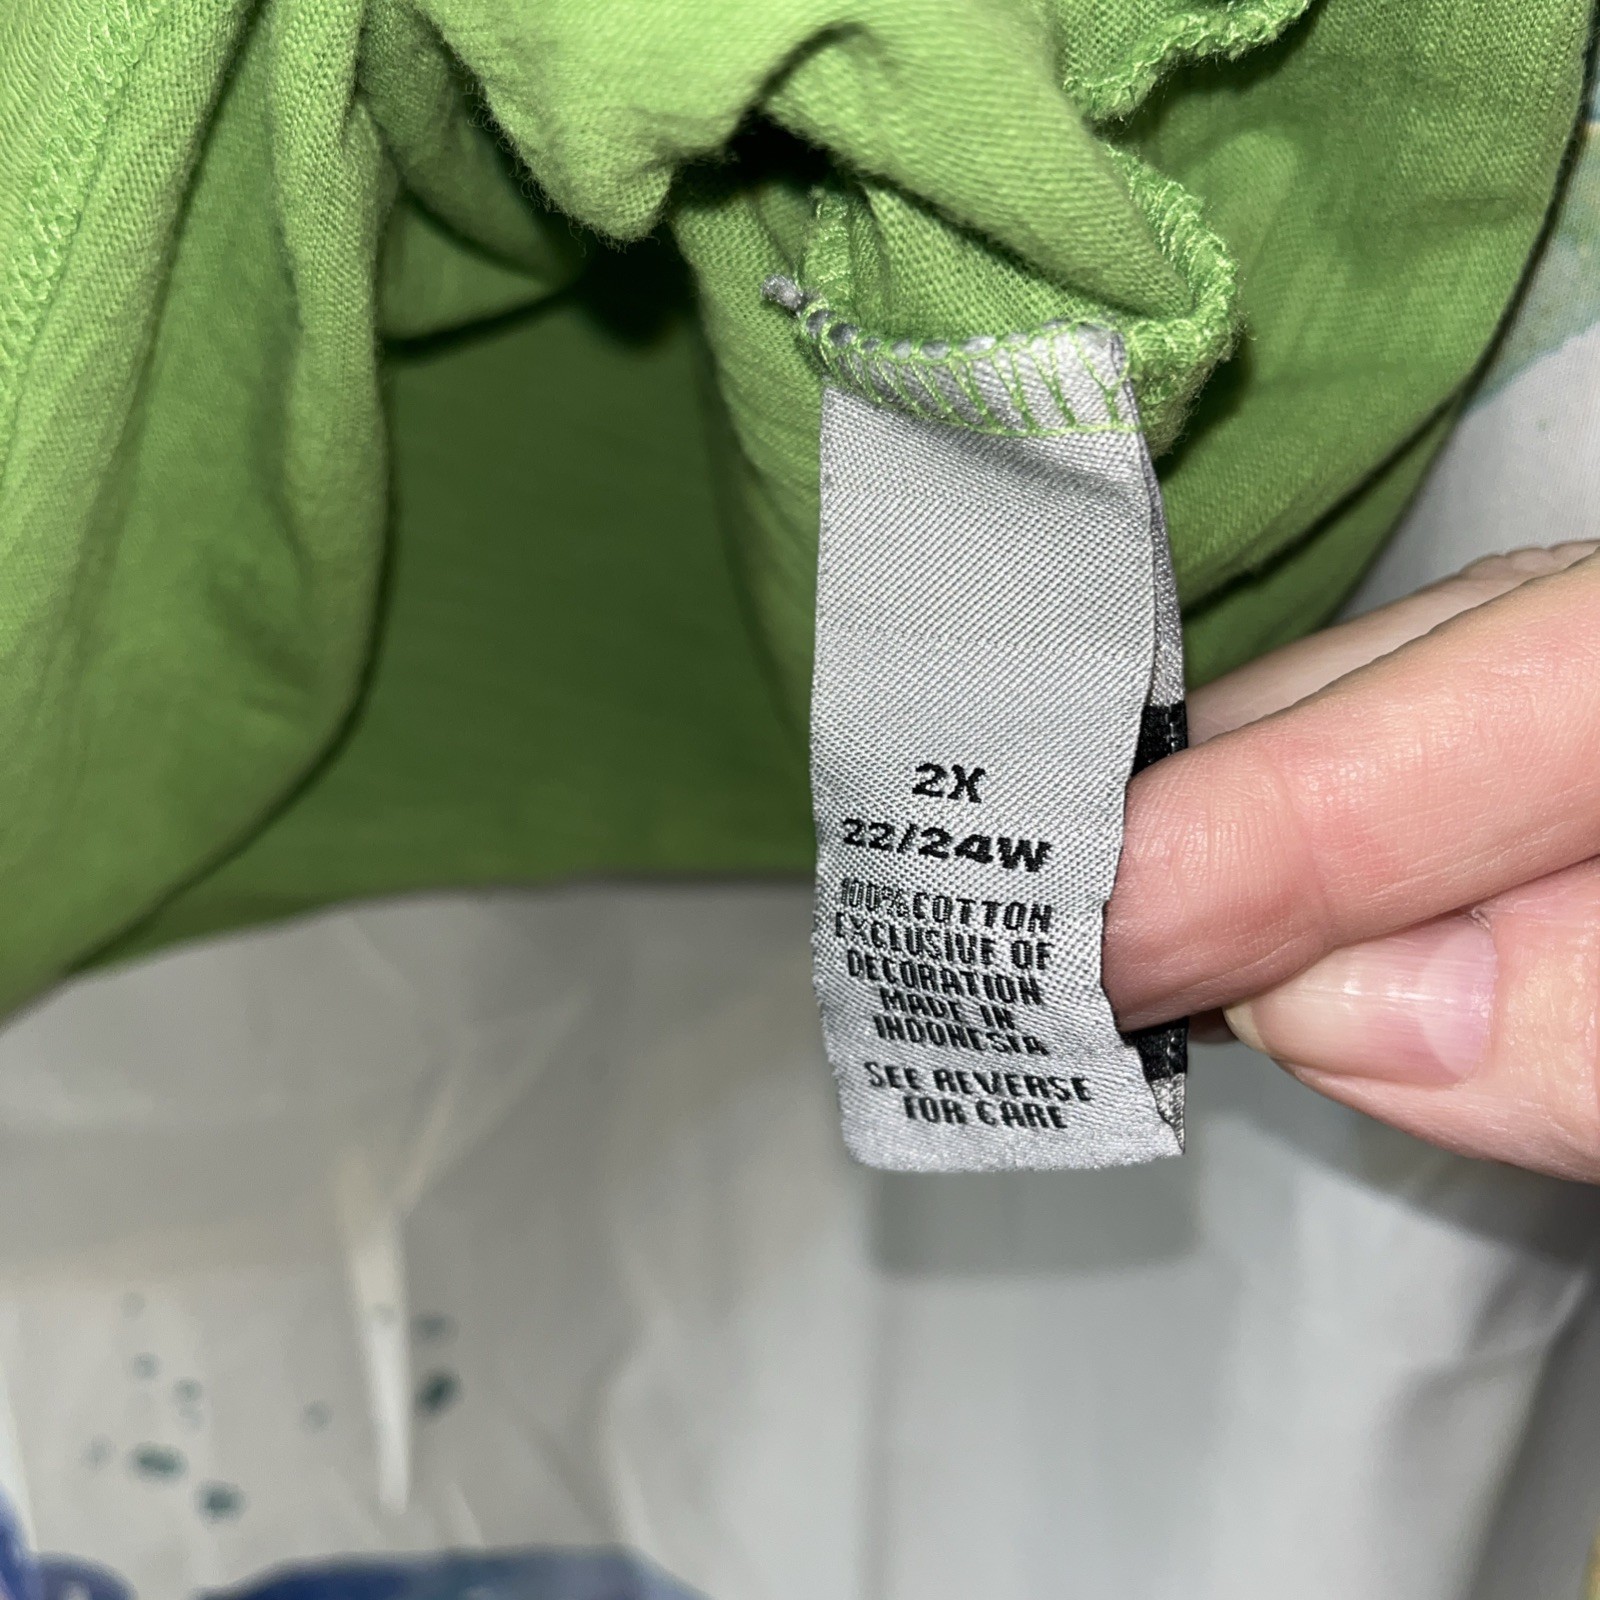 2X
22/24W
100% COTTON
EXCLUSIVE OF
DECORATION
MADE IN
INDONESIA
SEE REVERSE
FOR CARE